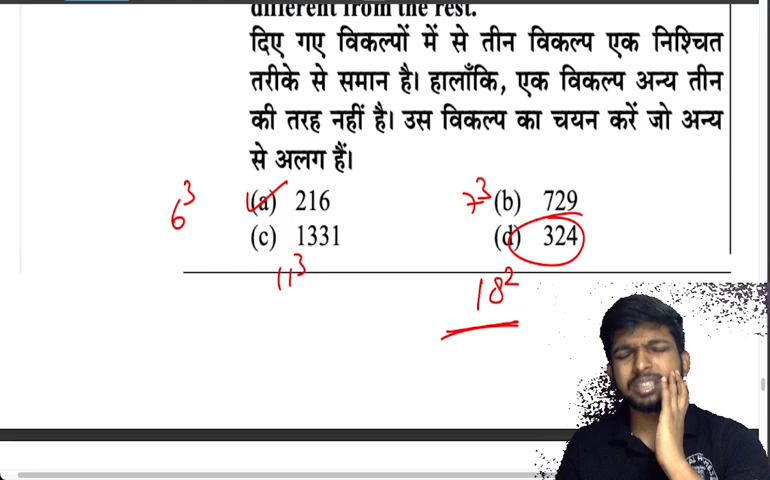 different from the rest.
दिए गए विकल्पों में से तीन विकल्प एक निश्चित
तरीके से समान है। हालाँकि, एक विकल्प अन्य तीन
की तरह नहीं है। उस विकल्प का चयन करें जो अन्य
से अलग हैं।
6³ (a) 216 7³ (b) 729
(c) 1331 (d) 324
11³ 18²